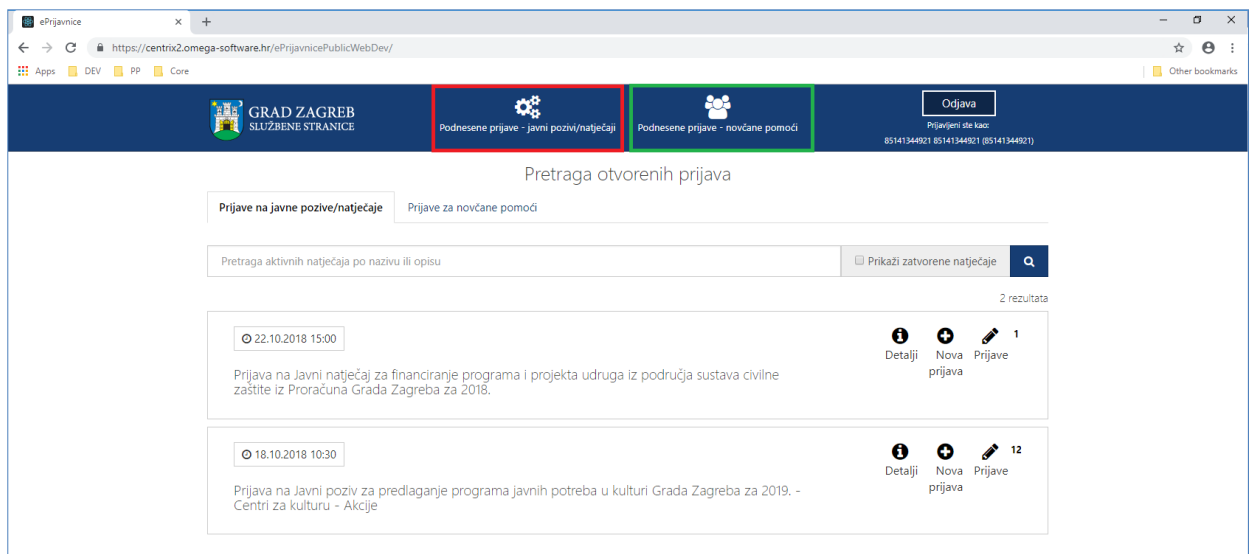 ePrijavnice
https://centrix2.omega-software.hr/ePrijavnicePublicWebDev/
Apps DEV PP Core Other bookmarks
GRAD ZAGREB
SLUŽBENE STRANICE
Podnesene prijave - javni pozivi/natječaji
Podnesene prijave - novčane pomoći
Odjava
Prijavljeni ste kao:
85141344921 85141344921 (85141344921)
Pretraga otvorenih prijava
Prijave na javne pozive/natječaje Prijave za novčane pomoći
Pretraga aktivnih natječaja po nazivu ili opisu Prikaži zatvorene natječaje
2 rezultata
22.10.2018 15:00
Prijava na Javni natječaj za financiranje programa i projekta udruga iz područja sustava civilne
zaštite iz Proračuna Grada Zagreba za 2018.
Detalji
Nova
prijava
Prijave
1
18.10.2018 10:30
Prijava na Javni poziv za predlaganje programa javnih potreba u kulturi Grada Zagreba za 2019. -
Centri za kulturu - Akcije
Detalji
Nova
prijava
Prijave
12